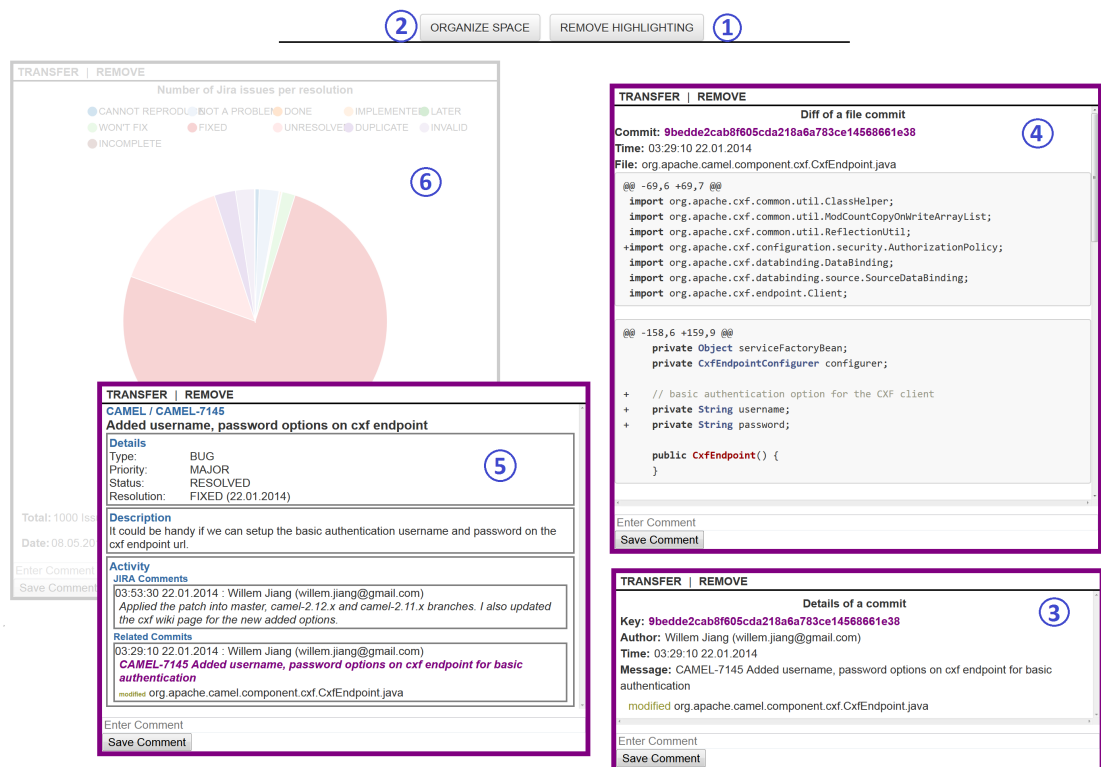 ② ORGANIZE SPACE REMOVE HIGHLIGHTING ①
TRANSFER | REMOVE
Number of Jira issues per resolution
CANNOT REPRODU NOT A PROBLEM DONE IMPLEMENTED LATER
WON'T FIX FIXED UNRESOLVED DUPLICATE INVALID
INCOMPLETE
⑥
Total: 1000 Iss
Date: 08.05.20
Enter Comment
Save Comment
TRANSFER | REMOVE
CAMEL / CAMEL-7145
Added username, password options on cxf endpoint
Details
Type: BUG
Priority: MAJOR
Status: RESOLVED
Resolution: FIXED (22.01.2014)
⑤
Description
It could be handy if we can setup the basic authentication username and password on the
cxf endpoint url.
Activity
JIRA Comments
03:53:30 22.01.2014 : Willem Jiang (willem.jiang@gmail.com)
Applied the patch into master, camel-2.12.x and camel-2.11.x branches. I also updated
the cxf wiki page for the new added options.
Related Commits
03:29:10 22.01.2014 : Willem Jiang (willem.jiang@gmail.com)
CAMEL-7145 Added username, password options on cxf endpoint for basic
authentication
modified org.apache.camel.component.cxf.CxfEndpoint.java
Enter Comment
Save Comment
TRANSFER | REMOVE
Diff of a file commit
Commit: 9bedde2cab8f605cda218a6a783ce14568661e38
④
Time: 03:29:10 22.01.2014
File: org.apache.camel.component.cxf.CxfEndpoint.java
@@ -69,6 +69,7 @@
import org.apache.cxf.common.util.ClassHelper;
import org.apache.cxf.common.util.ModCountCopyOnWriteArrayList;
import org.apache.cxf.common.util.ReflectionUtil;
+import org.apache.cxf.configuration.security.AuthorizationPolicy;
import org.apache.cxf.databinding.DataBinding;
import org.apache.cxf.databinding.source.SourceDataBinding;
import org.apache.cxf.endpoint.Client;
@@ -158,6 +159,9 @@
private Object serviceFactoryBean;
private CxfEndpointConfigurer configurer;
+ // basic authentication option for the CXF client
+ private String username;
+ private String password;
public CxfEndpoint() {
}
Enter Comment
Save Comment
TRANSFER | REMOVE
Details of a commit
③
Key: 9bedde2cab8f605cda218a6a783ce14568661e38
Author: Willem Jiang (willem.jiang@gmail.com)
Time: 03:29:10 22.01.2014
Message: CAMEL-7145 Added username, password options on cxf endpoint for basic
authentication
modified org.apache.camel.component.cxf.CxfEndpoint.java
Enter Comment
Save Comment